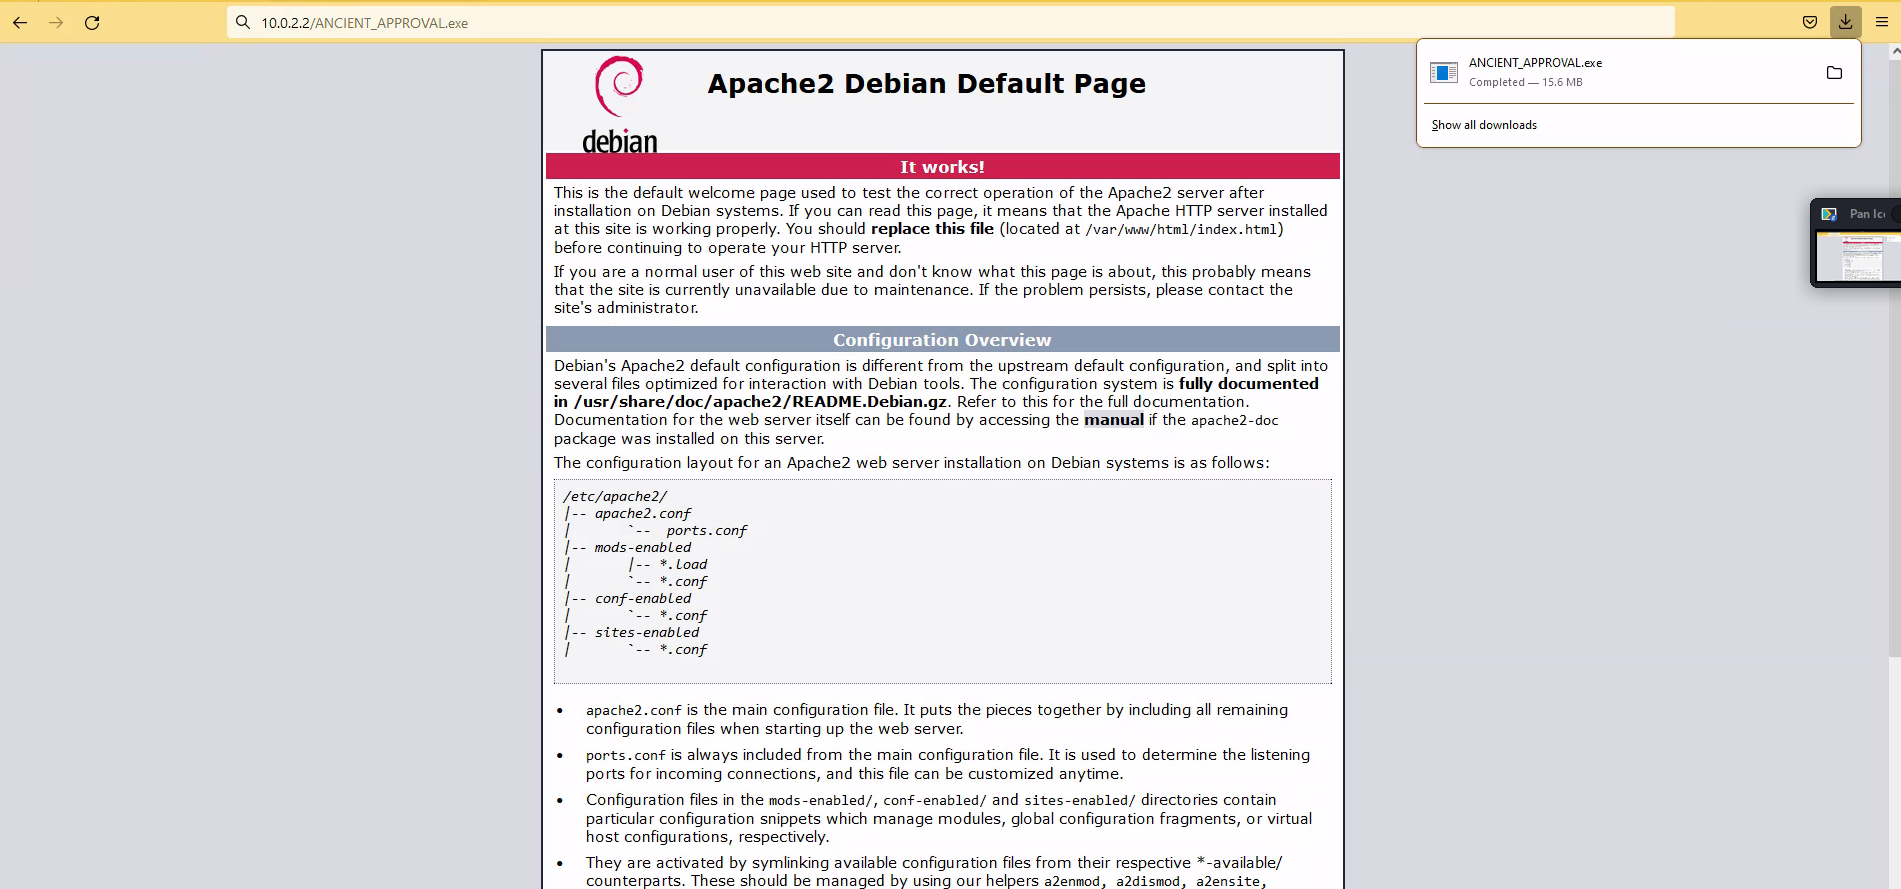 10.0.2.2/ANCIENT_APPROVAL.exe
ANCIENT_APPROVAL.exe
Completed — 15.6 MB
Show all downloads
debian
Apache2 Debian Default Page
Pan Ic
It works!
This is the default welcome page used to test the correct operation of the Apache2 server after
installation on Debian systems. If you can read this page, it means that the Apache HTTP server installed
at this site is working properly. You should replace this file (located at /var/www/html/index.html)
before continuing to operate your HTTP server.
If you are a normal user of this web site and don't know what this page is about, this probably means
that the site is currently unavailable due to maintenance. If the problem persists, please contact the
site's administrator.
Configuration Overview
Debian's Apache2 default configuration is different from the upstream default configuration, and split into
several files optimized for interaction with Debian tools. The configuration system is fully documented
in /usr/share/doc/apache2/README.Debian.gz. Refer to this for the full documentation.
Documentation for the web server itself can be found by accessing the manual if the apache2-doc
package was installed on this server.
The configuration layout for an Apache2 web server installation on Debian systems is as follows:
/etc/apache2/
|-- apache2.conf
|       `--  ports.conf
|-- mods-enabled
|       |-- *.load
|       `-- *.conf
|-- conf-enabled
|       `-- *.conf
|-- sites-enabled
|       `-- *.conf
• apache2.conf is the main configuration file. It puts the pieces together by including all remaining
configuration files when starting up the web server.
• ports.conf is always included from the main configuration file. It is used to determine the listening
ports for incoming connections, and this file can be customized anytime.
• Configuration files in the mods-enabled/, conf-enabled/ and sites-enabled/ directories contain
particular configuration snippets which manage modules, global configuration fragments, or virtual
host configurations, respectively.
• They are activated by symlinking available configuration files from their respective *-available/
counterparts. These should be managed by using our helpers a2enmod, a2dismod, a2ensite,